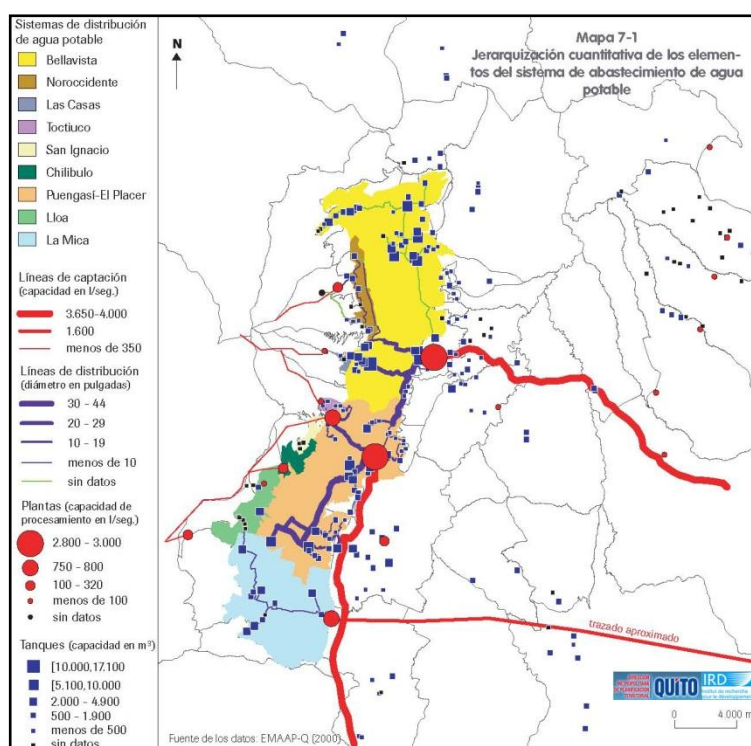 Sistemas de distribución
de agua potable
Bellavista
Noroccidente
Las Casas
Toctiuco
San Ignacio
Chilibulo
Puengasí-El Placer
Lloa
La Mica
Líneas de captación
(capacidad en l/seg.)
3.650-4.000
1.600
menos de 350
Líneas de distribución
(diámetro en pulgadas)
30 - 44
20 - 29
10 - 19
menos de 10
sin datos
Plantas (capacidad de
procesamiento en l/seg.)
2.800 - 3.000
750 - 800
100 - 320
menos de 100
sin datos
Tanques (capacidad en m³)
[10.000,17.100
[5.100,10.000
2.000 - 4.900
500 - 1.900
menos de 500
sin datos
N
Mapa 7-1
Jerarquización cuantitativa de los elemen-
tos del sistema de abastecimiento de agua
potable
trazado aproximado
QUITO
IRD
Institut de recherche
pour le développement
0 4.000 m
Fuente de los datos: EMAAP-Q (2000)